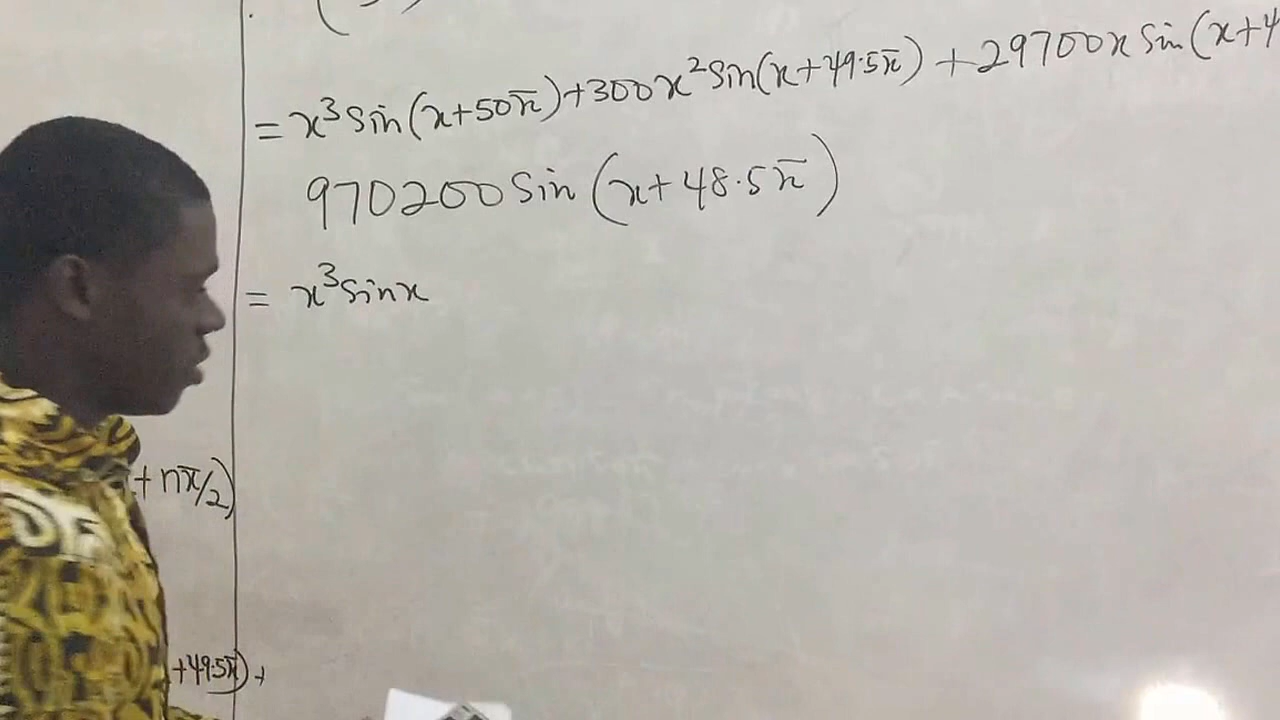 = x³ sin(x+50π) + 300x² sin(x+49.5π) + 29700x sin(x+4
970200 sin(x+48.5π)
= x³ sinx
+ nπ/2)
+49.5π) +